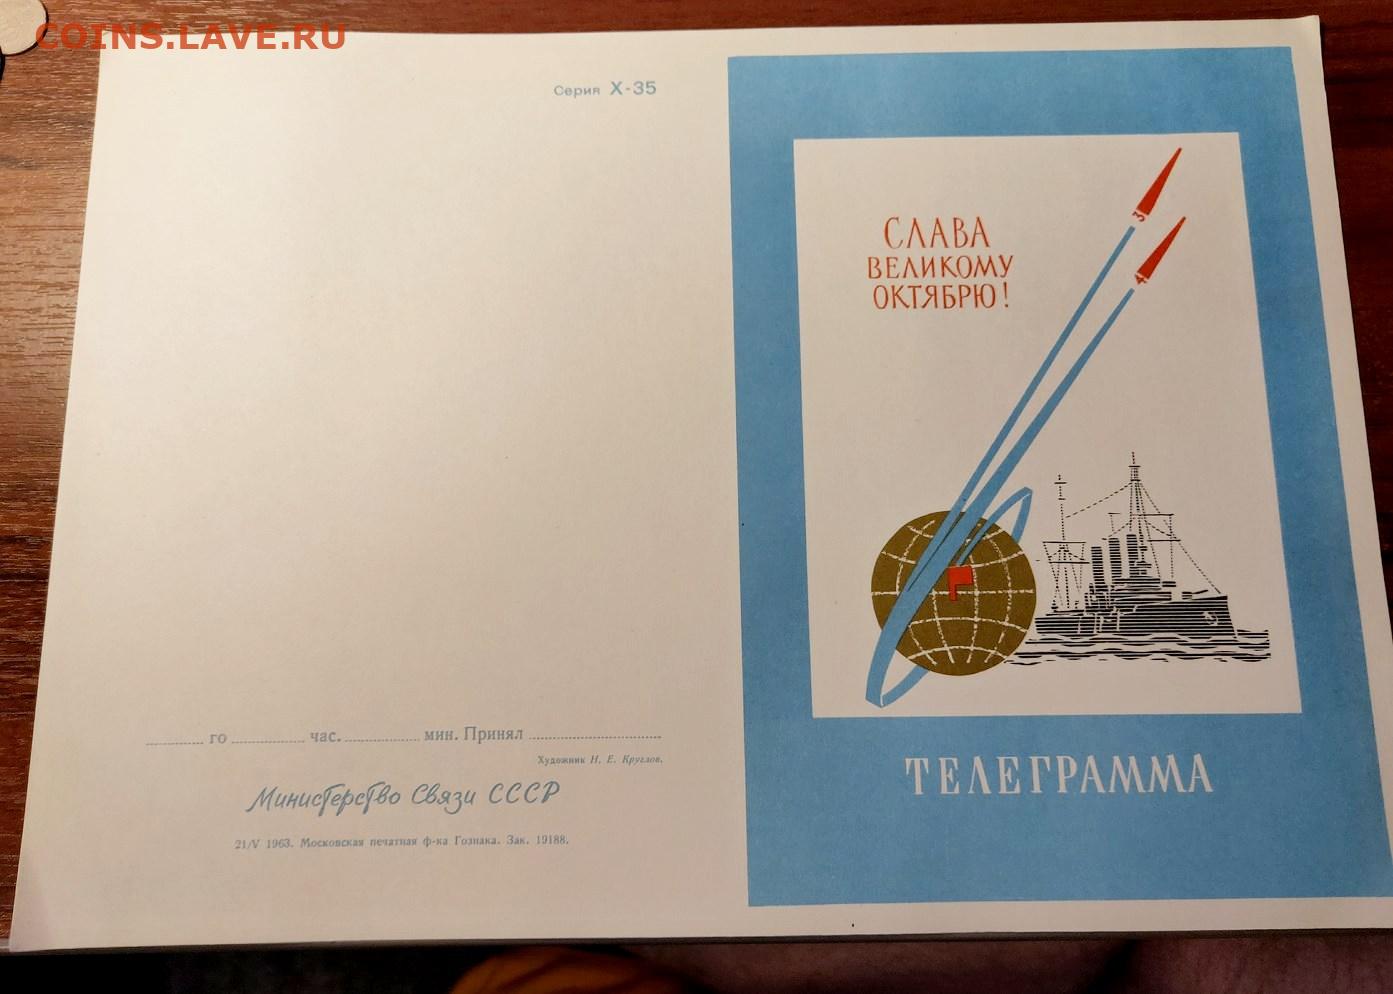 COINS.LAVE.RU
Серия X-35
........ го ........ час. ........ мин. Принял ........
Художник Н. Е. Круглов.
Министерство Связи СССР
21/V 1963. Московская печатная ф-ка Гознака. Зак. 19188.
СЛАВА
ВЕЛИКОМУ
ОКТЯБРЮ!
3
4
ТЕЛЕГРАММА